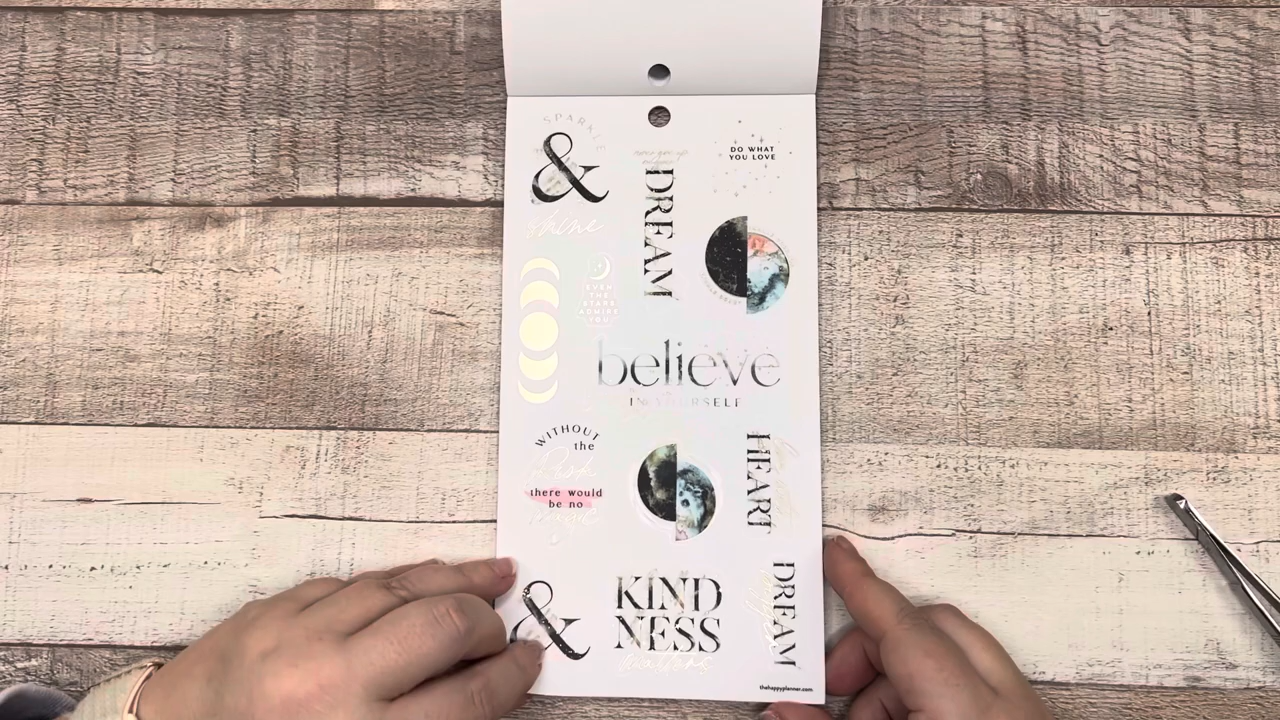 SPARKLE
&
shine
DREAM
DO WHAT
YOU LOVE
EVEN
THE
STARS
ADMIRE
YOU
believe
IN YOURSELF
WITHOUT
the
there would
be no
HEART
&
KIND
NESS
DREAM
thehappyplanner.com